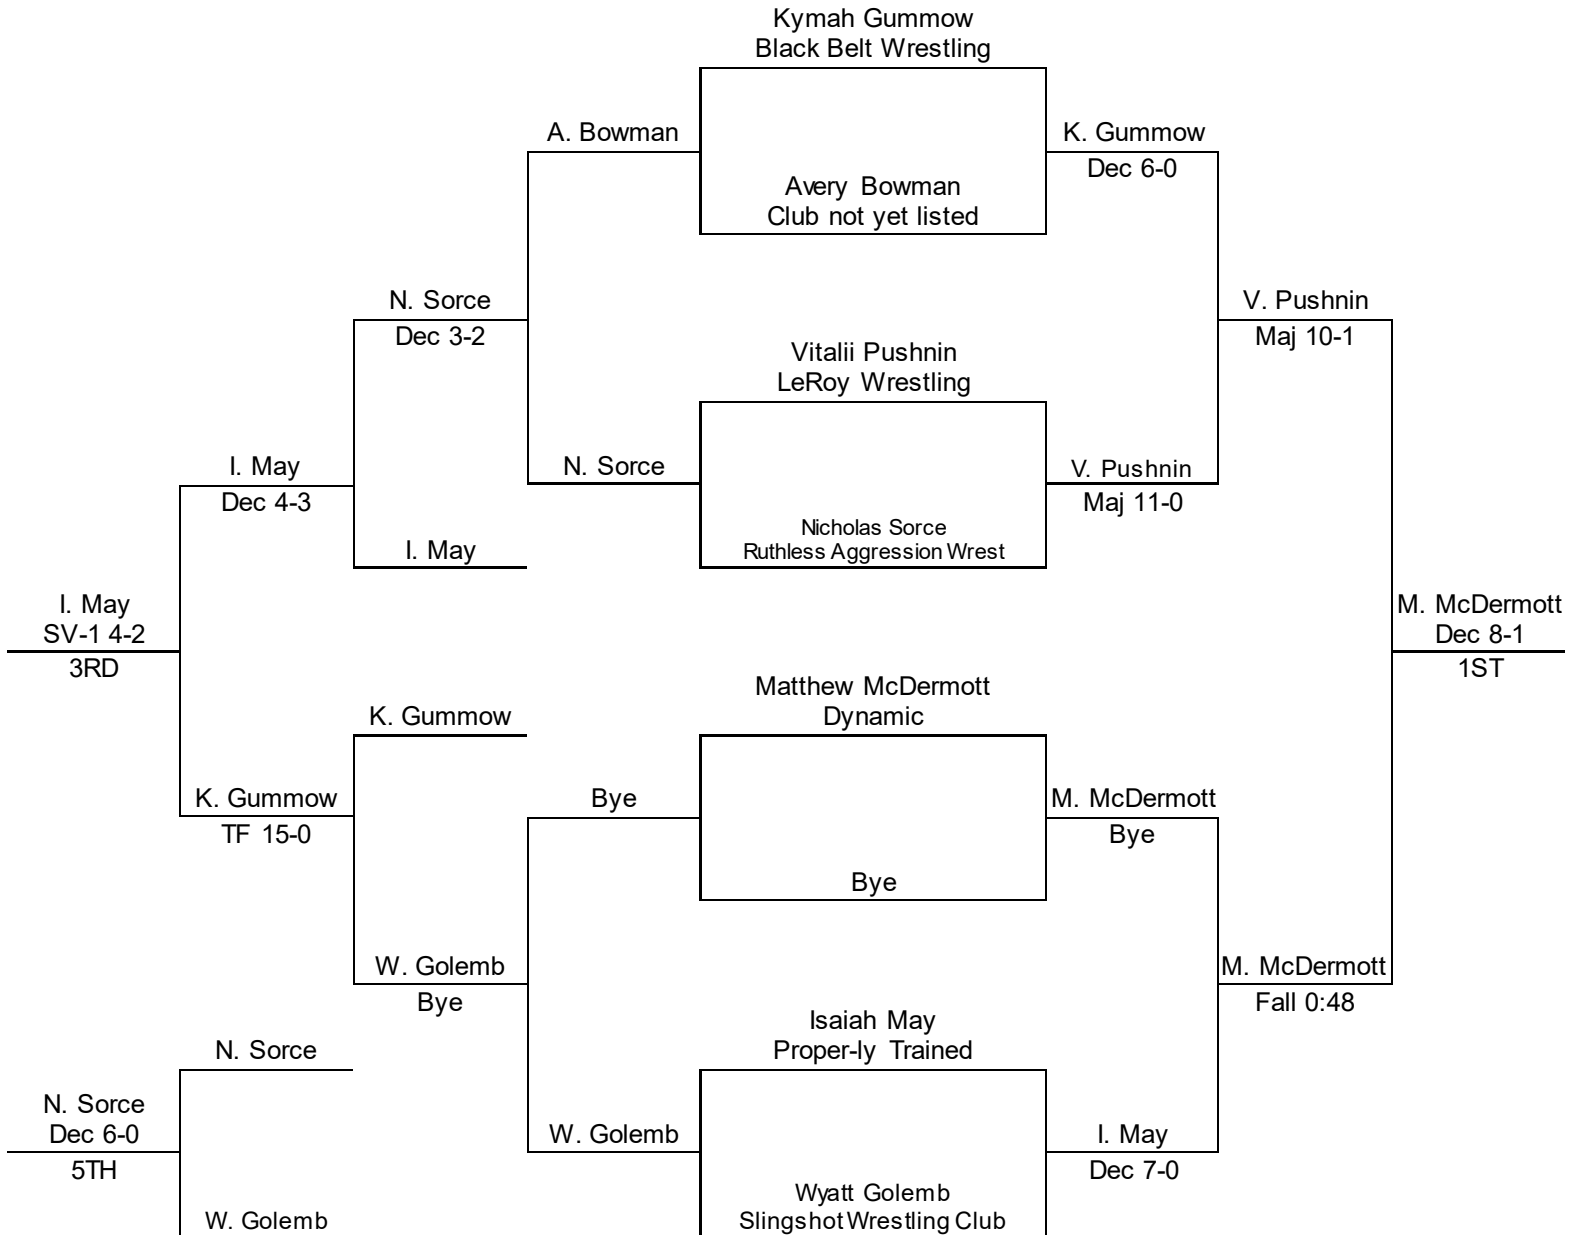 Kymah Gummow
Black Belt Wrestling
A. Bowman
K. Gummow
Dec 6-0
Avery Bowman
Club not yet listed
N. Sorce
Dec 3-2
V. Pushnin
Maj 10-1
Vitalii Pushnin
LeRoy Wrestling
I. May
Dec 4-3
N. Sorce
V. Pushnin
Maj 11-0
Nicholas Sorce
Ruthless Aggression Wrest
I. May
I. May
SV-1 4-2
3RD
M. McDermott
Dec 8-1
1ST
Matthew McDermott
Dynamic
K. Gummow
K. Gummow
TF 15-0
Bye
M. McDermott
Bye
Bye
W. Golemb
Bye
M. McDermott
Fall 0:48
Isaiah May
Proper-ly Trained
N. Sorce
N. Sorce
Dec 6-0
5TH
W. Golemb
I. May
Dec 7-0
Wyatt Golemb
Slingshot Wrestling Club
W. Golemb